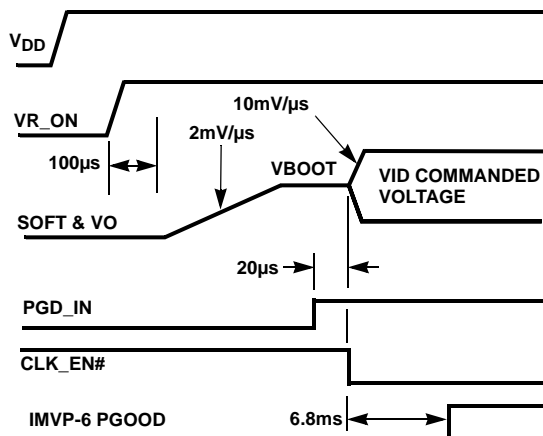 VDD
VR_ON
10mV/µs
2mV/µs
100µs
VBOOT
VID COMMANDED
VOLTAGE
SOFT & VO
20µs
PGD_IN
CLK_EN#
IMVP-6 PGOOD
6.8ms